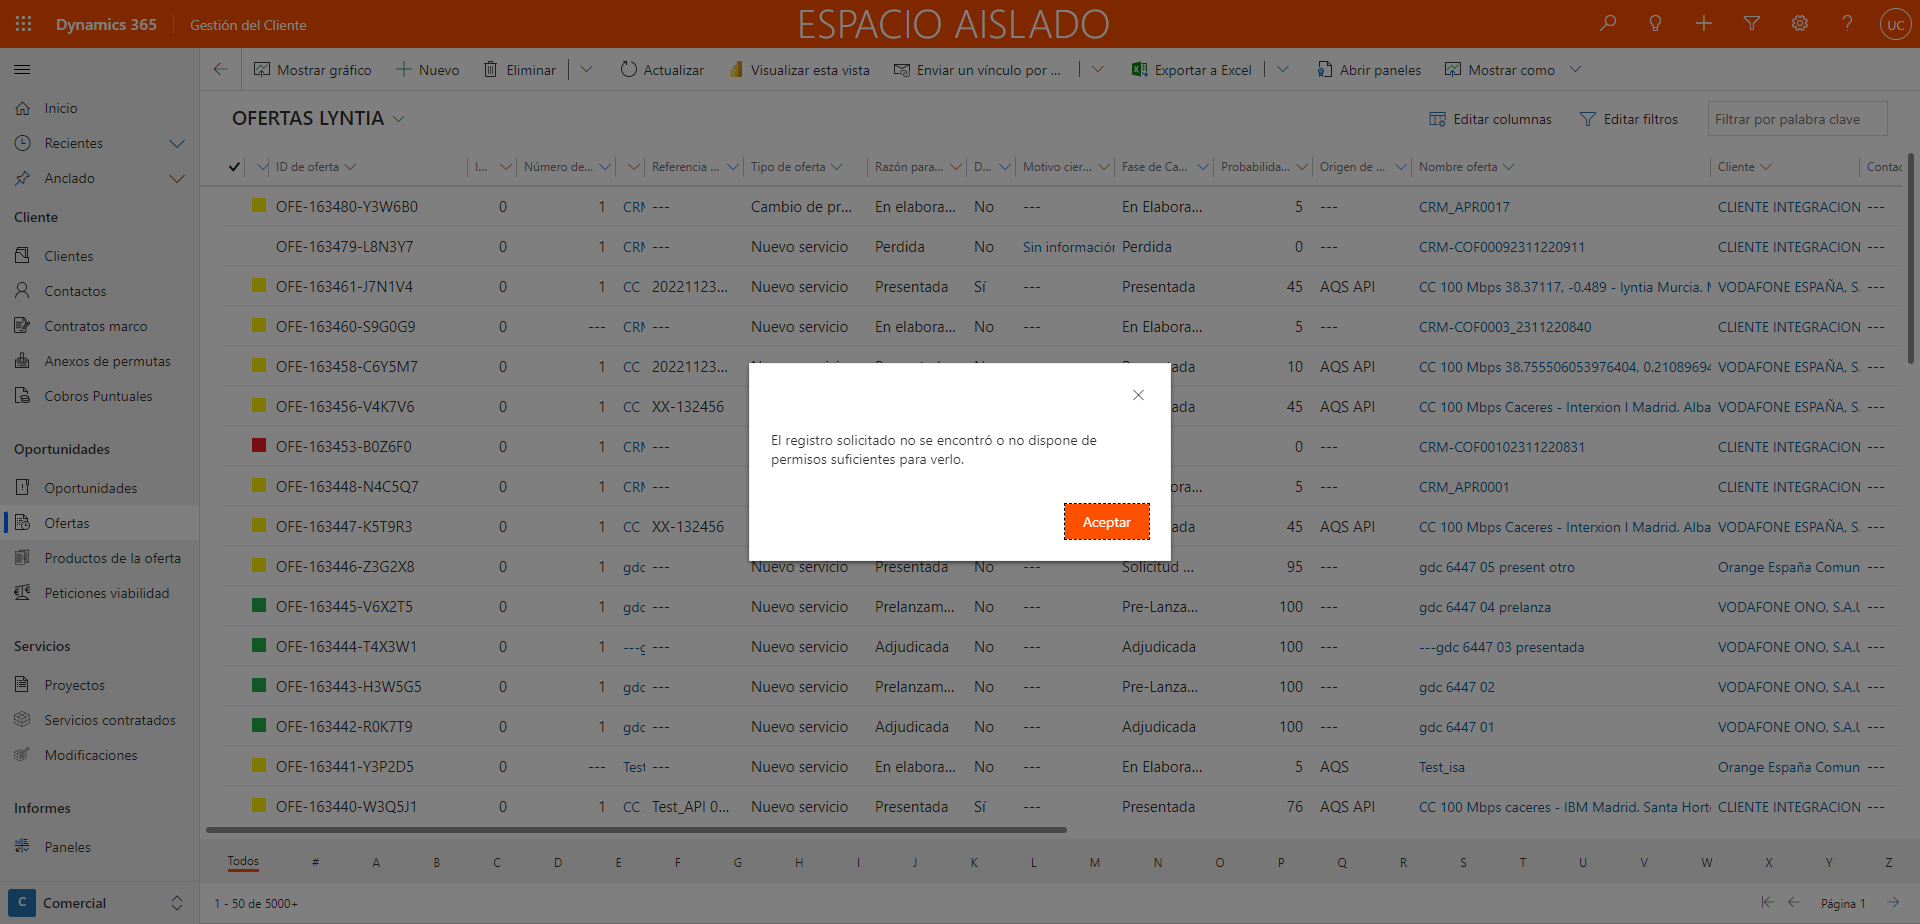 Dynamics 365
Gestión del Cliente
ESPACIO AISLADO
UC
Mostrar gráfico
Nuevo
Eliminar
Actualizar
Visualizar esta vista
Enviar un vínculo por ...
Exportar a Excel
Abrir paneles
Mostrar como
Inicio
Recientes
Anclado
Cliente
Clientes
Contactos
Contratos marco
Anexos de permutas
Cobros Puntuales
Oportunidades
Oportunidades
Ofertas
Productos de la oferta
Peticiones viabilidad
Servicios
Proyectos
Servicios contratados
Modificaciones
Informes
Paneles
C Comercial
OFERTAS LYNTIA
Editar columnas
Editar filtros
Filtrar por palabra clave
ID de oferta I... Número de... Referencia ... Tipo de oferta Razón para... D... Motivo cier... Fase de Ca... Probabilida... Origen de ... Nombre oferta Cliente Contac
OFE-163480-Y3W6B0 0 1 CRM --- Cambio de pr... En elabora... No --- En Elabora... 5 --- CRM_APR0017 CLIENTE INTEGRACION ---
OFE-163479-L8N3Y7 0 1 CRM --- Nuevo servicio Perdida No Sin información Perdida 0 --- CRM-COF00092311220911 CLIENTE INTEGRACION ---
OFE-163461-J7N1V4 0 1 CC 20221123... Nuevo servicio Presentada Sí --- Presentada 45 AQS API CC 100 Mbps 38.37117, -0.489 - lyntia Murcia. M VODAFONE ESPAÑA, S. ---
OFE-163460-S9G0G9 0 --- CRM --- Nuevo servicio En elabora... No --- En Elabora... 5 --- CRM-COF0003_2311220840 CLIENTE INTEGRACION ---
OFE-163458-C6Y5M7 0 1 CC 20221123... ada 10 AQS API CC 100 Mbps 38.755506053976404, 0.21089694 VODAFONE ESPAÑA, S. ---
OFE-163456-V4K7V6 0 1 CC XX-132456 ada 45 AQS API CC 100 Mbps Caceres - Interxion I Madrid. Alba VODAFONE ESPAÑA, S. ---
OFE-163453-B0Z6F0 0 1 CRM --- 0 --- CRM-COF00102311220831 CLIENTE INTEGRACION ---
OFE-163448-N4C5Q7 0 1 CRM --- ora... 5 --- CRM_APR0001 CLIENTE INTEGRACION ---
OFE-163447-K5T9R3 0 1 CC XX-132456 ada 45 AQS API CC 100 Mbps Caceres - Interxion I Madrid. Alba VODAFONE ESPAÑA, S. ---
OFE-163446-Z3G2X8 0 1 gdc --- Nuevo servicio Presentada No --- Solicitud ... 95 --- gdc 6447 05 present otro Orange España Comun ---
OFE-163445-V6X2T5 0 1 gdc --- Nuevo servicio Prelanzam... No --- Pre-Lanza... 100 --- gdc 6447 04 prelanza VODAFONE ONO, S.A.U ---
OFE-163444-T4X3W1 0 1 ---g --- Nuevo servicio Adjudicada No --- Adjudicada 100 --- ---gdc 6447 03 presentada VODAFONE ONO, S.A.U ---
OFE-163443-H3W5G5 0 1 gdc --- Nuevo servicio Prelanzam... No --- Pre-Lanza... 100 --- gdc 6447 02 VODAFONE ONO, S.A.U ---
OFE-163442-R0K7T9 0 1 gdc --- Nuevo servicio Adjudicada No --- Adjudicada 100 --- gdc 6447 01 VODAFONE ONO, S.A.U ---
OFE-163441-Y3P2D5 0 --- Test --- Nuevo servicio En elabora... No --- En Elabora... 5 AQS Test_isa Orange España Comun ---
OFE-163440-W3Q5J1 0 1 CC Test_API 0... Nuevo servicio Presentada Sí --- Presentada 76 AQS API CC 100 Mbps caceres - IBM Madrid. Santa Horte CLIENTE INTEGRACION ---
El registro solicitado no se encontró o no dispone de
permisos suficientes para verlo.
Aceptar
Todos # A B C D E F G H I J K L M N O P Q R S T U V W X Y Z
1 - 50 de 5000+
Página 1